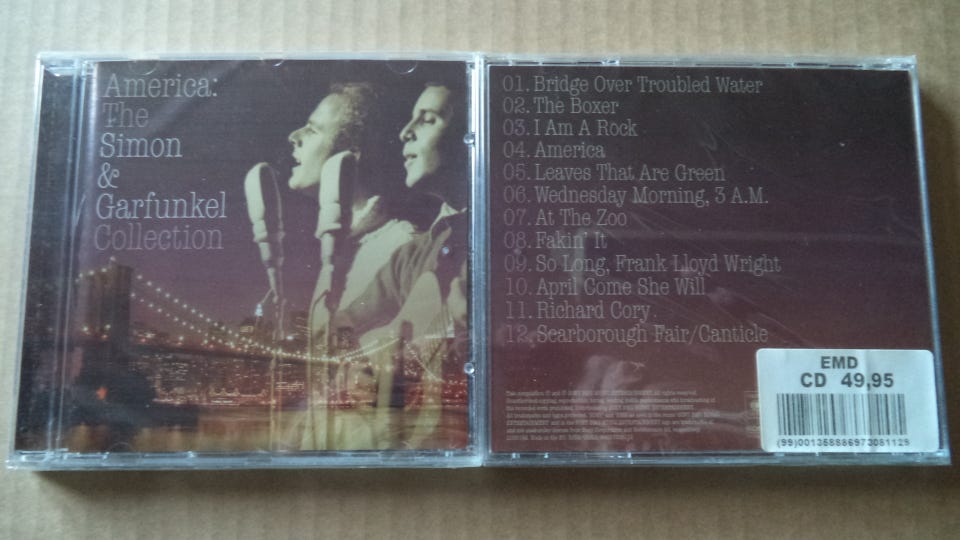 America:
The
Simon
&
Garfunkel
Collection
01. Bridge Over Troubled Water
02. The Boxer
03. I Am A Rock
04. America
05. Leaves That Are Green
06. Wednesday Morning, 3 A.M.
07. At The Zoo
08. Fakin' It
09. So Long, Frank Lloyd Wright
10. April Come She Will
11. Richard Cory
12. Scarborough Fair/Canticle
EMD
CD 49,95
(99)0013588869730​81129